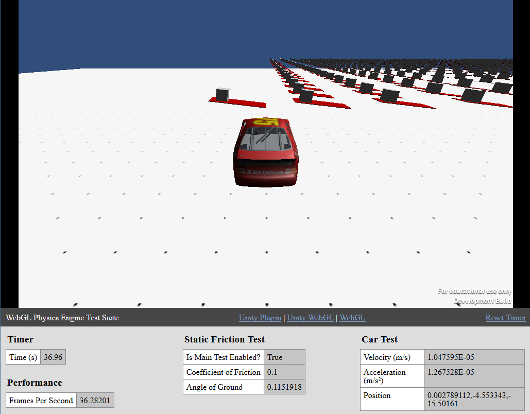 For educational use only
Development Build
WebGL Physics Engine Test Suite
Unity Plugin | Unity WebGL | WebGL
Reset Timer
Timer
Time (s) 36.96
Performance
Frames Per Second 36.28201
Static Friction Test
Is Main Test Enabled? True
Coefficient of Friction 0.1
Angle of Ground 0.1151918
Car Test
Velocity (m/s) 1.047595E-05
Acceleration (m/s²) 1.267528E-05
Position 0.002789112,-4.553343,-
15.50161